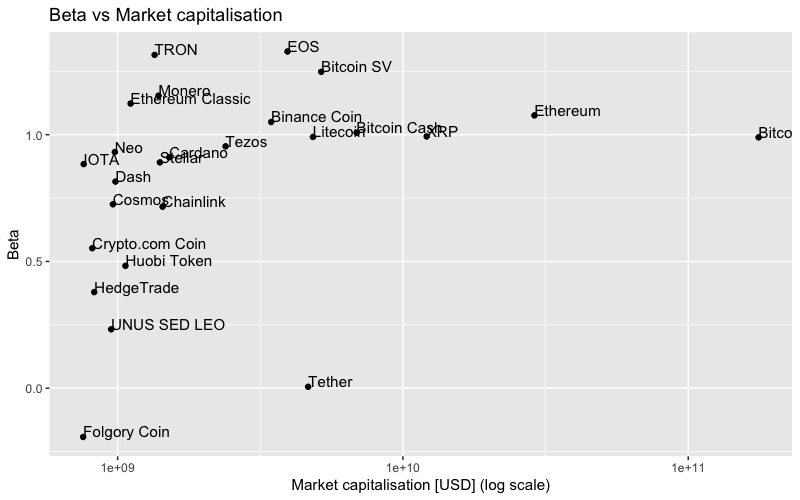 Beta vs Market capitalisation
TRON
EOS
Bitcoin SV
Monero
Ethereum Classic
Ethereum
Binance Coin
Bitcoin Cash
Litecoin
XRP
Bitco
1.0
Tezos
Neo
Cardano
Stellar
IOTA
Dash
Cosmos
Chainlink
Crypto.com Coin
Beta
Huobi Token
0.5
HedgeTrade
UNUS SED LEO
Tether
0.0
Folgory Coin
1e+09
1e+10
1e+11
Market capitalisation [USD] (log scale)